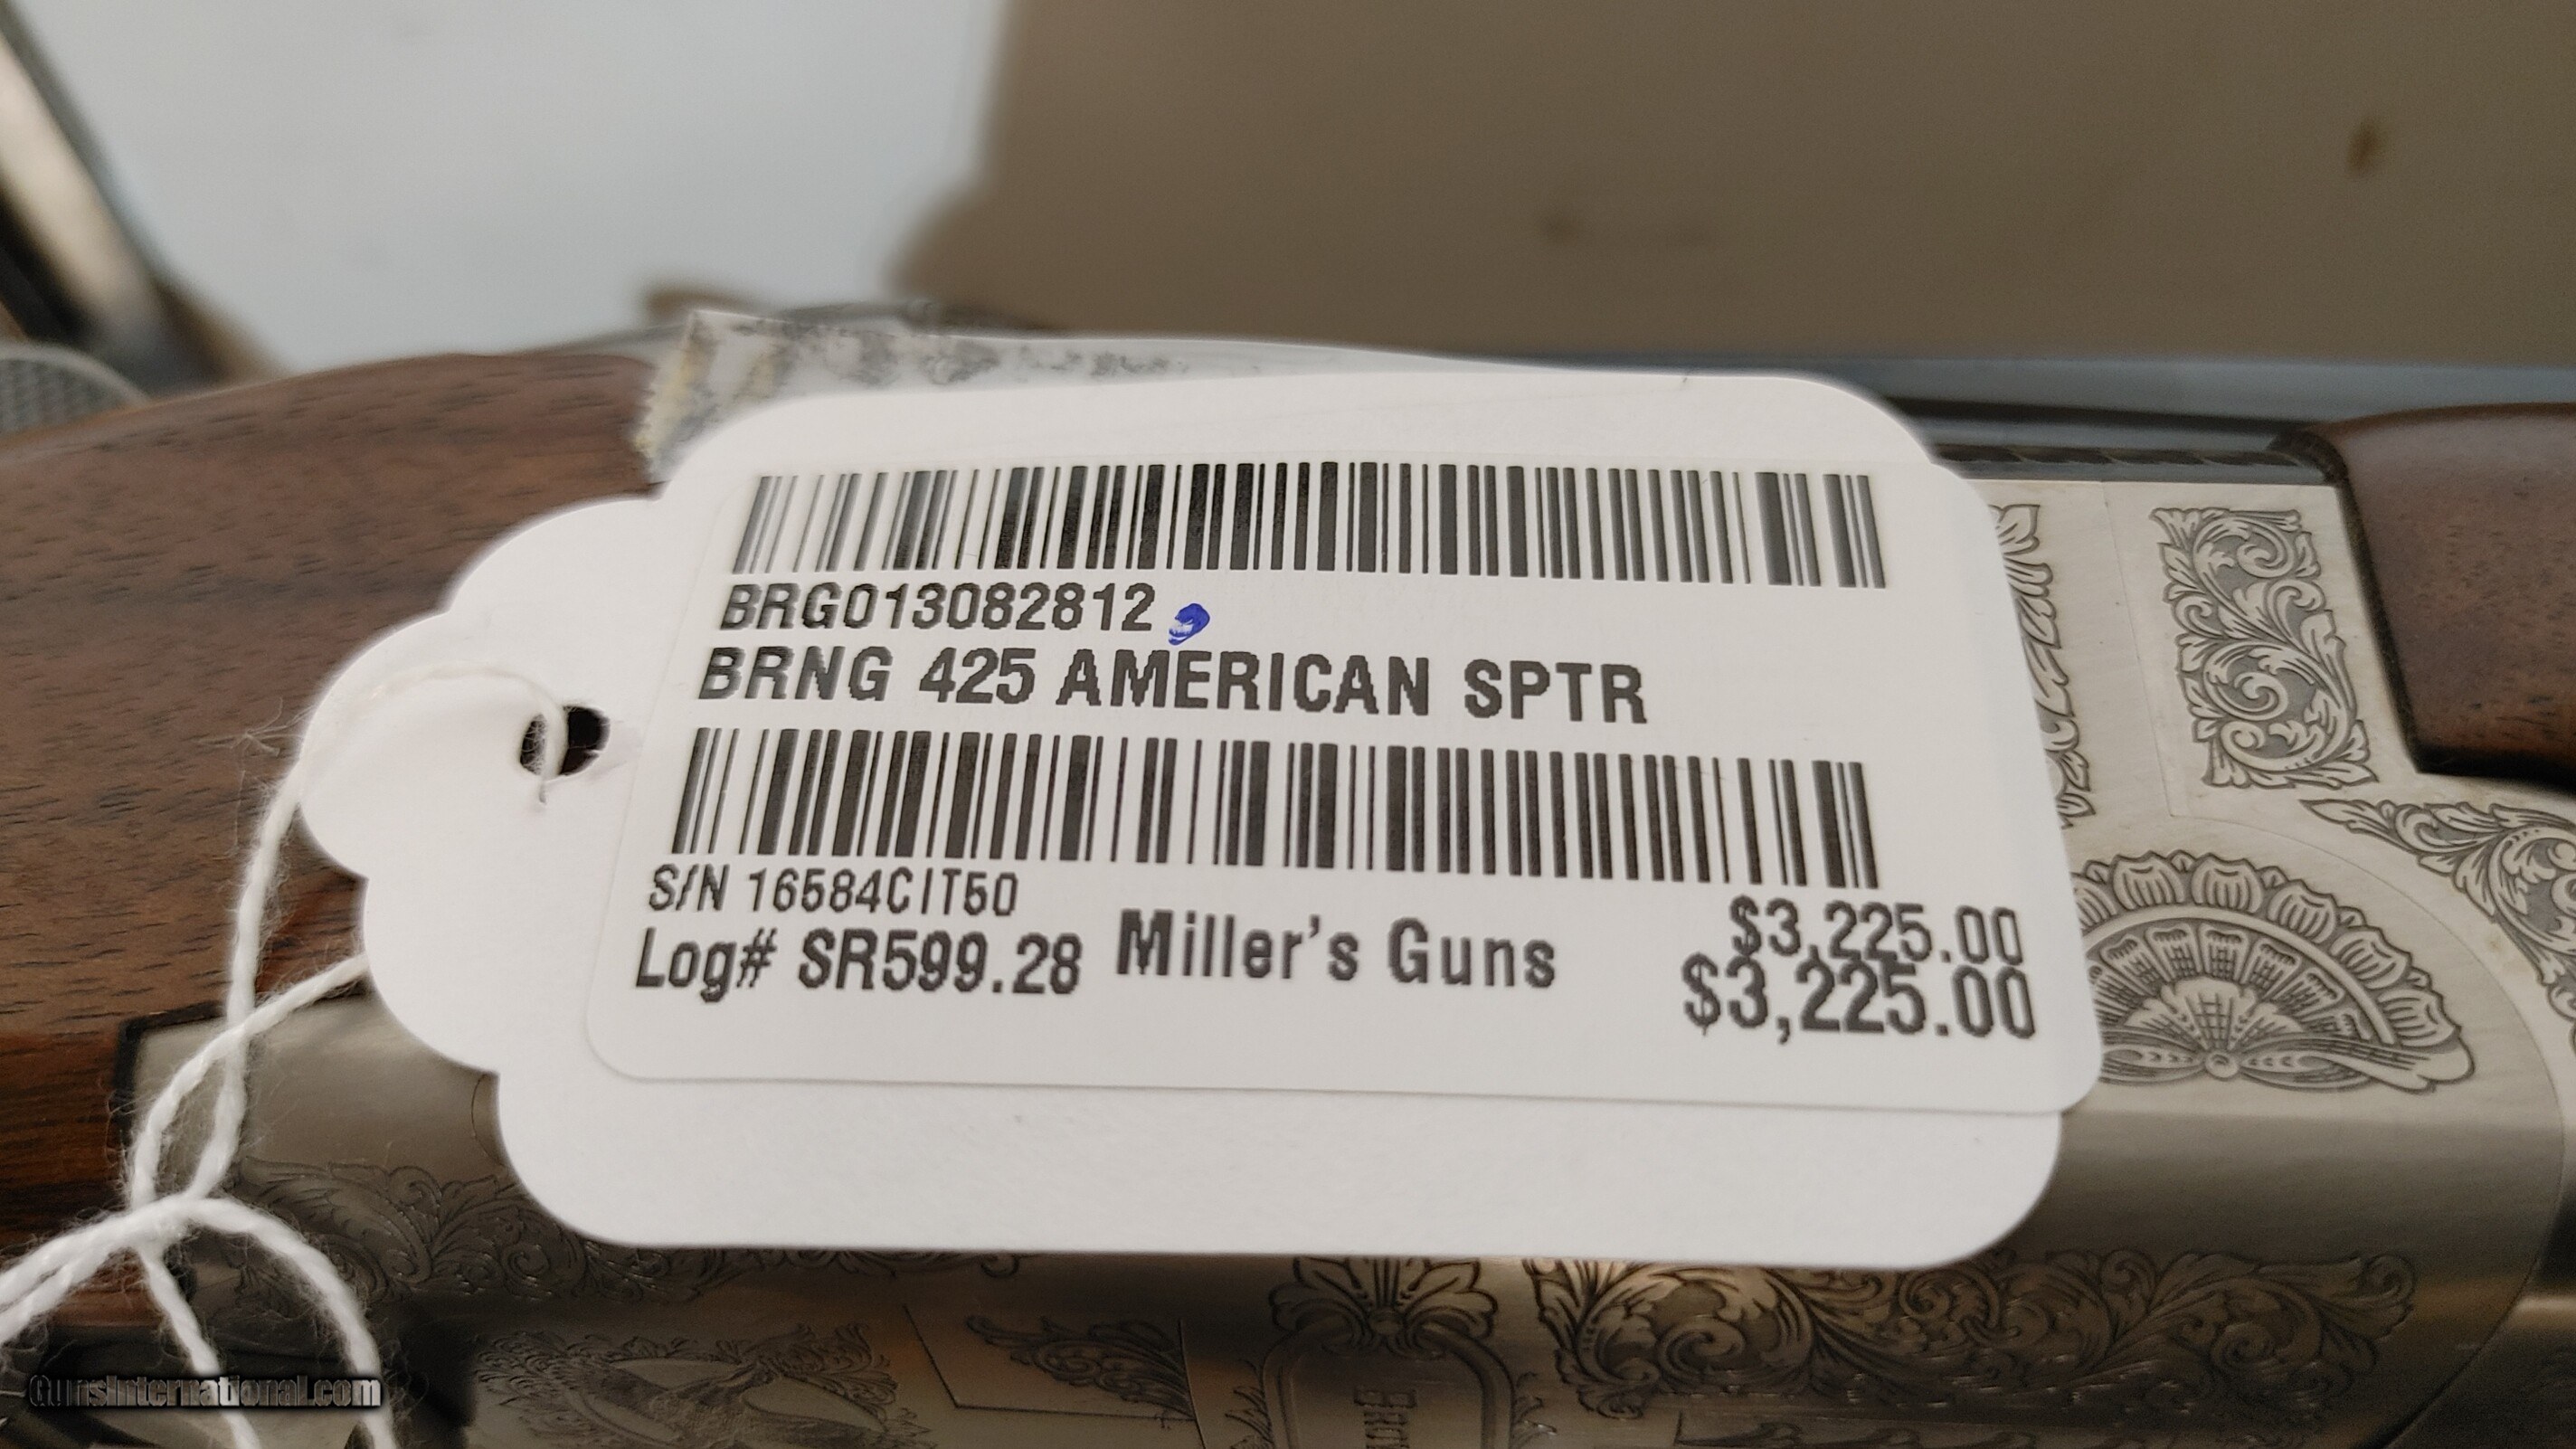 BRG013082812
BRNG 425 AMERICAN SPTR
S/N 16584CIT50
Log# SR599.28 Miller's Guns
$3,225.00
$3,225.00
GunsInternational.com